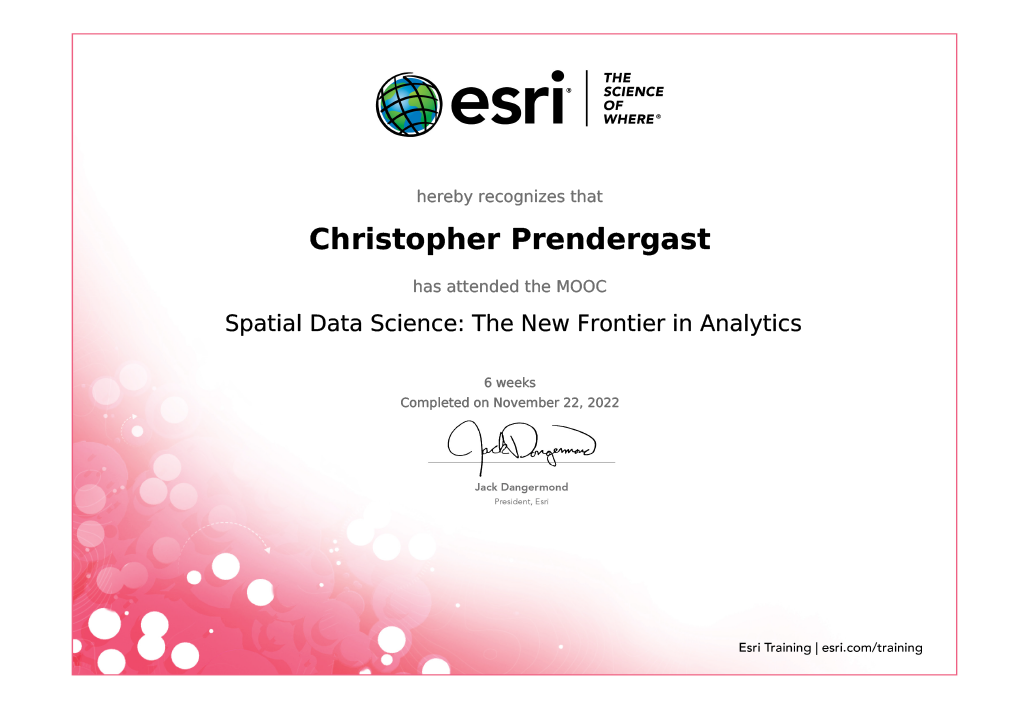 esri®
THE
SCIENCE
OF
WHERE®
hereby recognizes that
Christopher Prendergast
has attended the MOOC
Spatial Data Science: The New Frontier in Analytics
6 weeks
Completed on November 22, 2022
Jack Dangermond
Jack Dangermond
President, Esri
Esri Training | esri.com/training